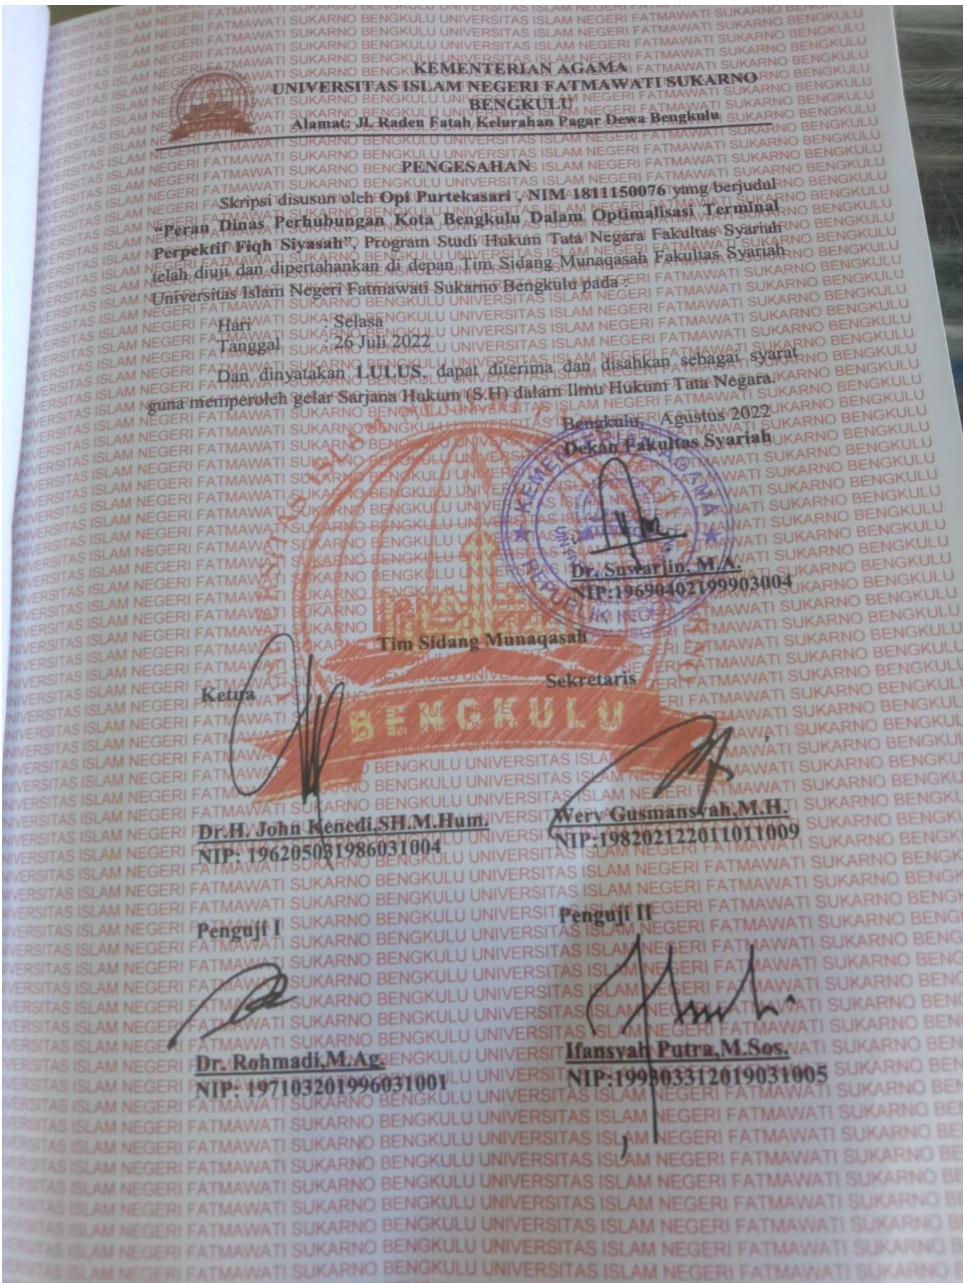 KEMENTERIAN AGAMA
UNIVERSITAS ISLAM NEGERI FATMAWATI SUKARNO
BENGKULU
Alamat: Jl. Raden Fatah Kelurahan Pagar Dewa Bengkulu
PENGESAHAN
Skripsi disusun oleh Opi Purtekasari , NIM 1811150076 yang berjudul
“Peran Dinas Perhubungan Kota Bengkulu Dalam Optimalisasi Terminal
Perpektif Fiqh Siyasah”, Program Studi Hukum Tata Negara Fakultas Syariah
telah diuji dan dipertahankan di depan Tim Sidang Munaqasah Fakultas Syariah
Universitas Islam Negeri Fatmawati Sukarno Bengkulu pada :
Hari : Selasa
Tanggal : 26 Juli 2022
Dan dinyatakan LULUS, dapat diterima dan disahkan sebagai syarat
guna memperoleh gelar Sarjana Hukum (S.H) dalam Ilmu Hukum Tata Negara.
Bengkulu, Agustus 2022
Dekan Fakultas Syariah
KEMENTERIAN AGAMA
REPUBLIK INDONESIA
Dr. Suwarjin, M.A.
NIP:19690402199903004
Tim Sidang Munaqasah
Ketua Sekretaris
BENGKULU
Dr.H. John Kenedi,SH.M.Hum. Wery Gusmansyah,M.H.
NIP: 196205031986031004 NIP:198202122011011009
Penguji I Penguji II
Dr. Rohmadi,M.Ag. Ifansyah Putra,M.Sos.
NIP: 197103201996031001 NIP:199303312019031005